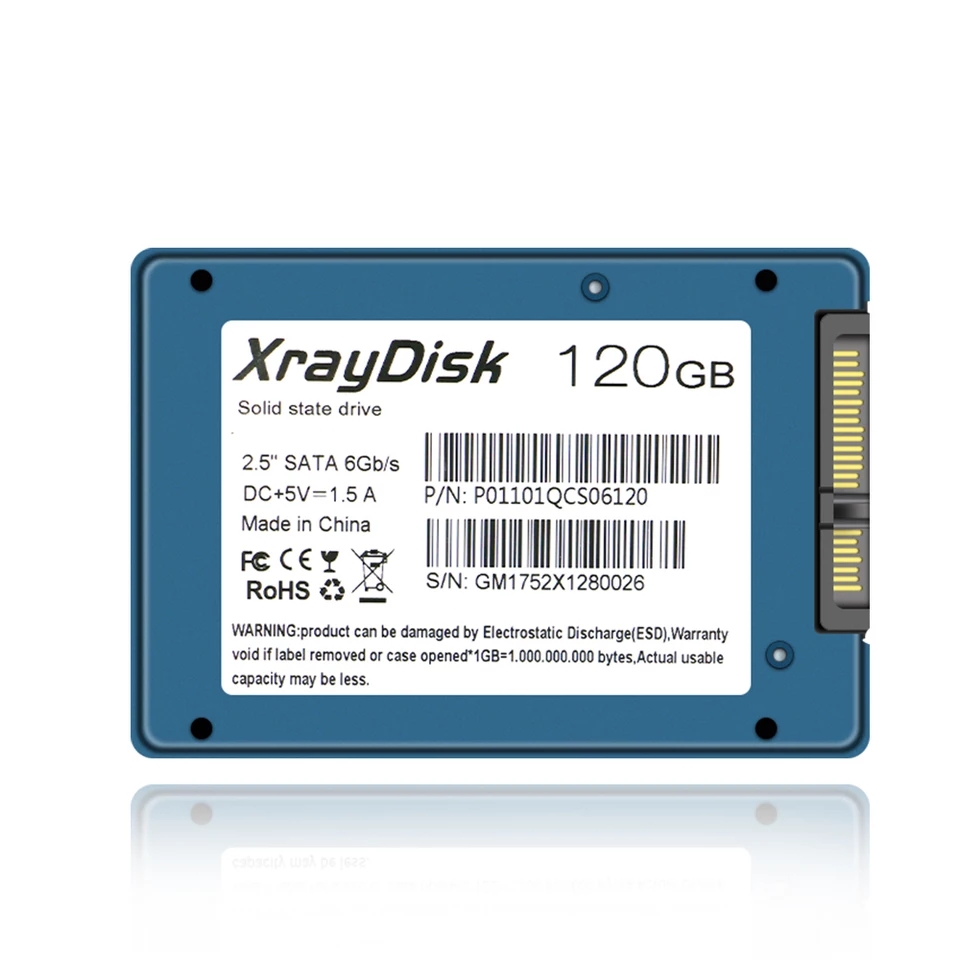 XrayDisk 120GB
Solid state drive
2.5" SATA 6Gb/s
DC+5V=1.5 A
Made in China
FC CE
RoHS
P/N: P01101QCS06120
S/N: GM1752X1280026
WARNING:product can be damaged by Electrostatic Discharge(ESD),Warranty
void if label removed or case opened*1GB=1.000.000.000 bytes,Actual usable
capacity may be less.